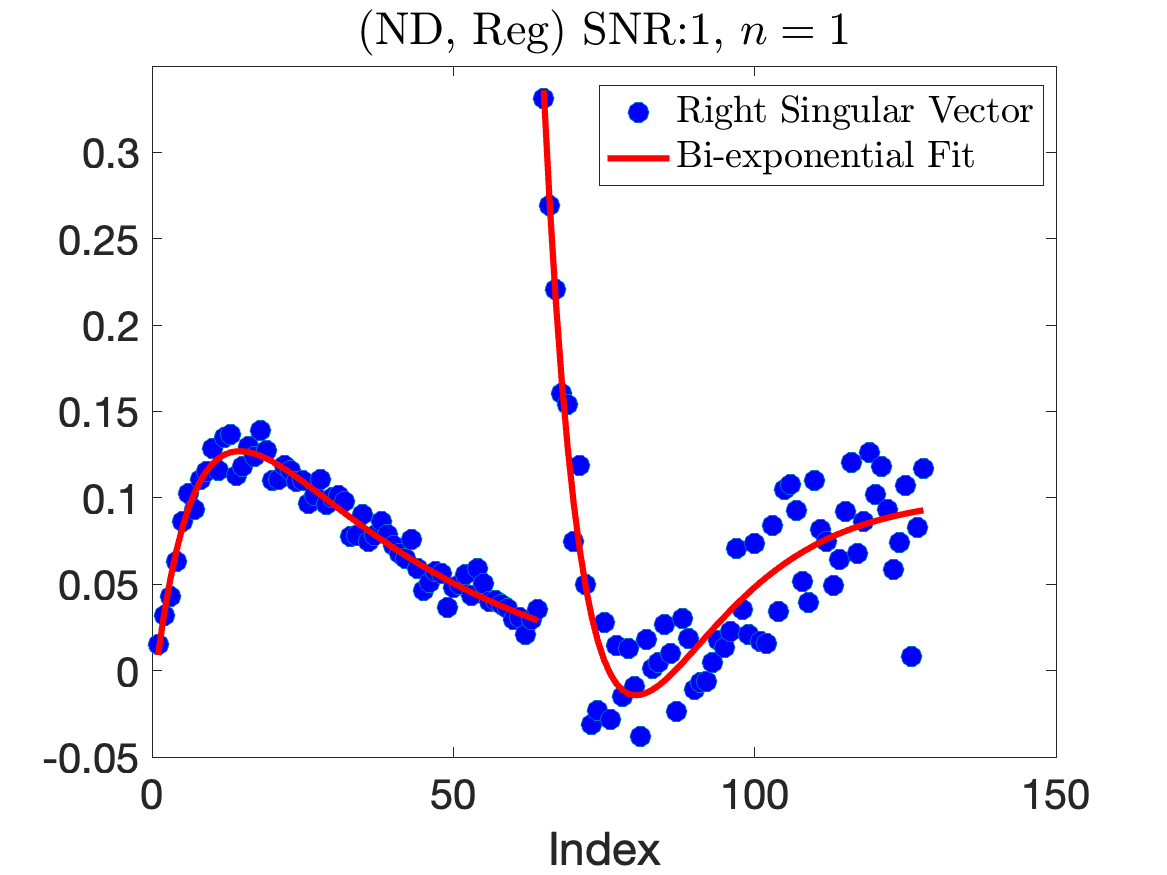 (ND, Reg) SNR:1, n = 1
Right Singular Vector
Bi-exponential Fit
0.3
0.25
0.2
0.15
0.1
0.05
0
-0.05
0 50 100 150
Index